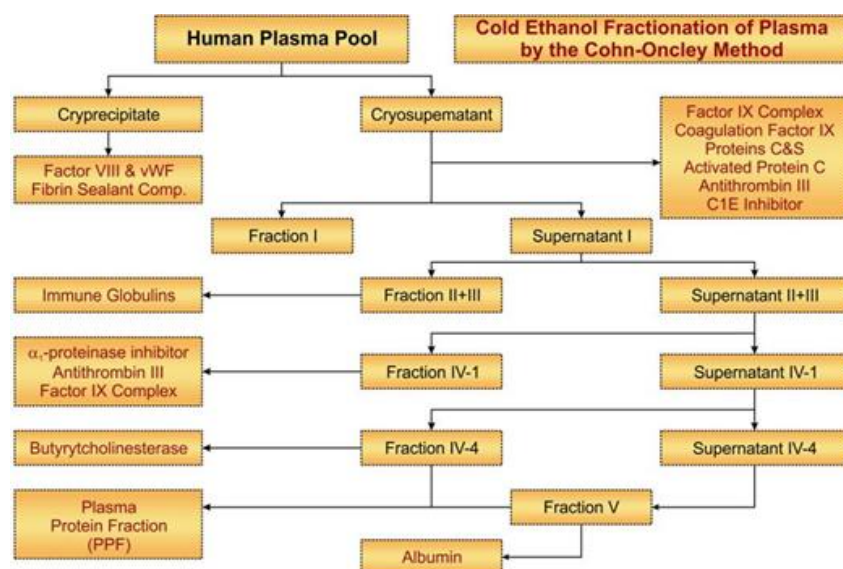 Human Plasma Pool
Cold Ethanol Fractionation of Plasma
by the Cohn-Oncley Method
Cryprecipitate
Cryosupernatant
Factor IX Complex
Coagulation Factor IX
Proteins C&S
Activated Protein C
Antithrombin III
C1E Inhibitor
Factor VIII & vWF
Fibrin Sealant Comp.
Fraction I
Supernatant I
Immune Globulins
Fraction II+III
Supernatant II+III
α₁-proteinase inhibitor
Antithrombin III
Factor IX Complex
Fraction IV-1
Supernatant IV-1
Butyrytcholinesterase
Fraction IV-4
Supernatant IV-4
Plasma
Protein Fraction
(PPF)
Fraction V
Albumin